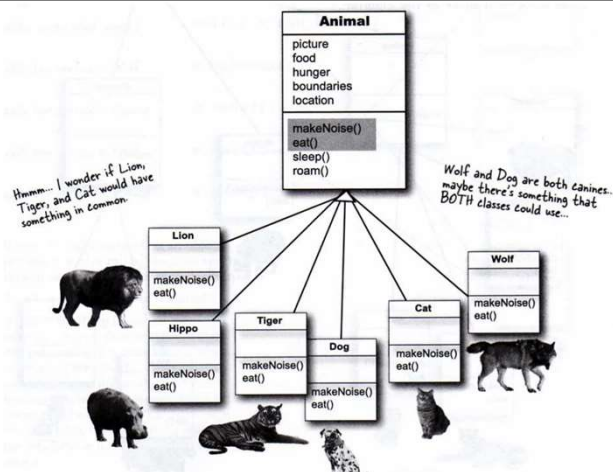 Animal
picture
food
hunger
boundaries
location
makeNoise()
eat()
sleep()
roam()
Hmmm... I wonder if Lion,
Tiger, and Cat would have
something in common.
Wolf and Dog are both canines...
maybe there's something that
BOTH classes could use...
Lion
makeNoise()
eat()
Wolf
makeNoise()
eat()
Hippo
makeNoise()
eat()
Tiger
makeNoise()
eat()
Dog
makeNoise()
eat()
Cat
makeNoise()
eat()